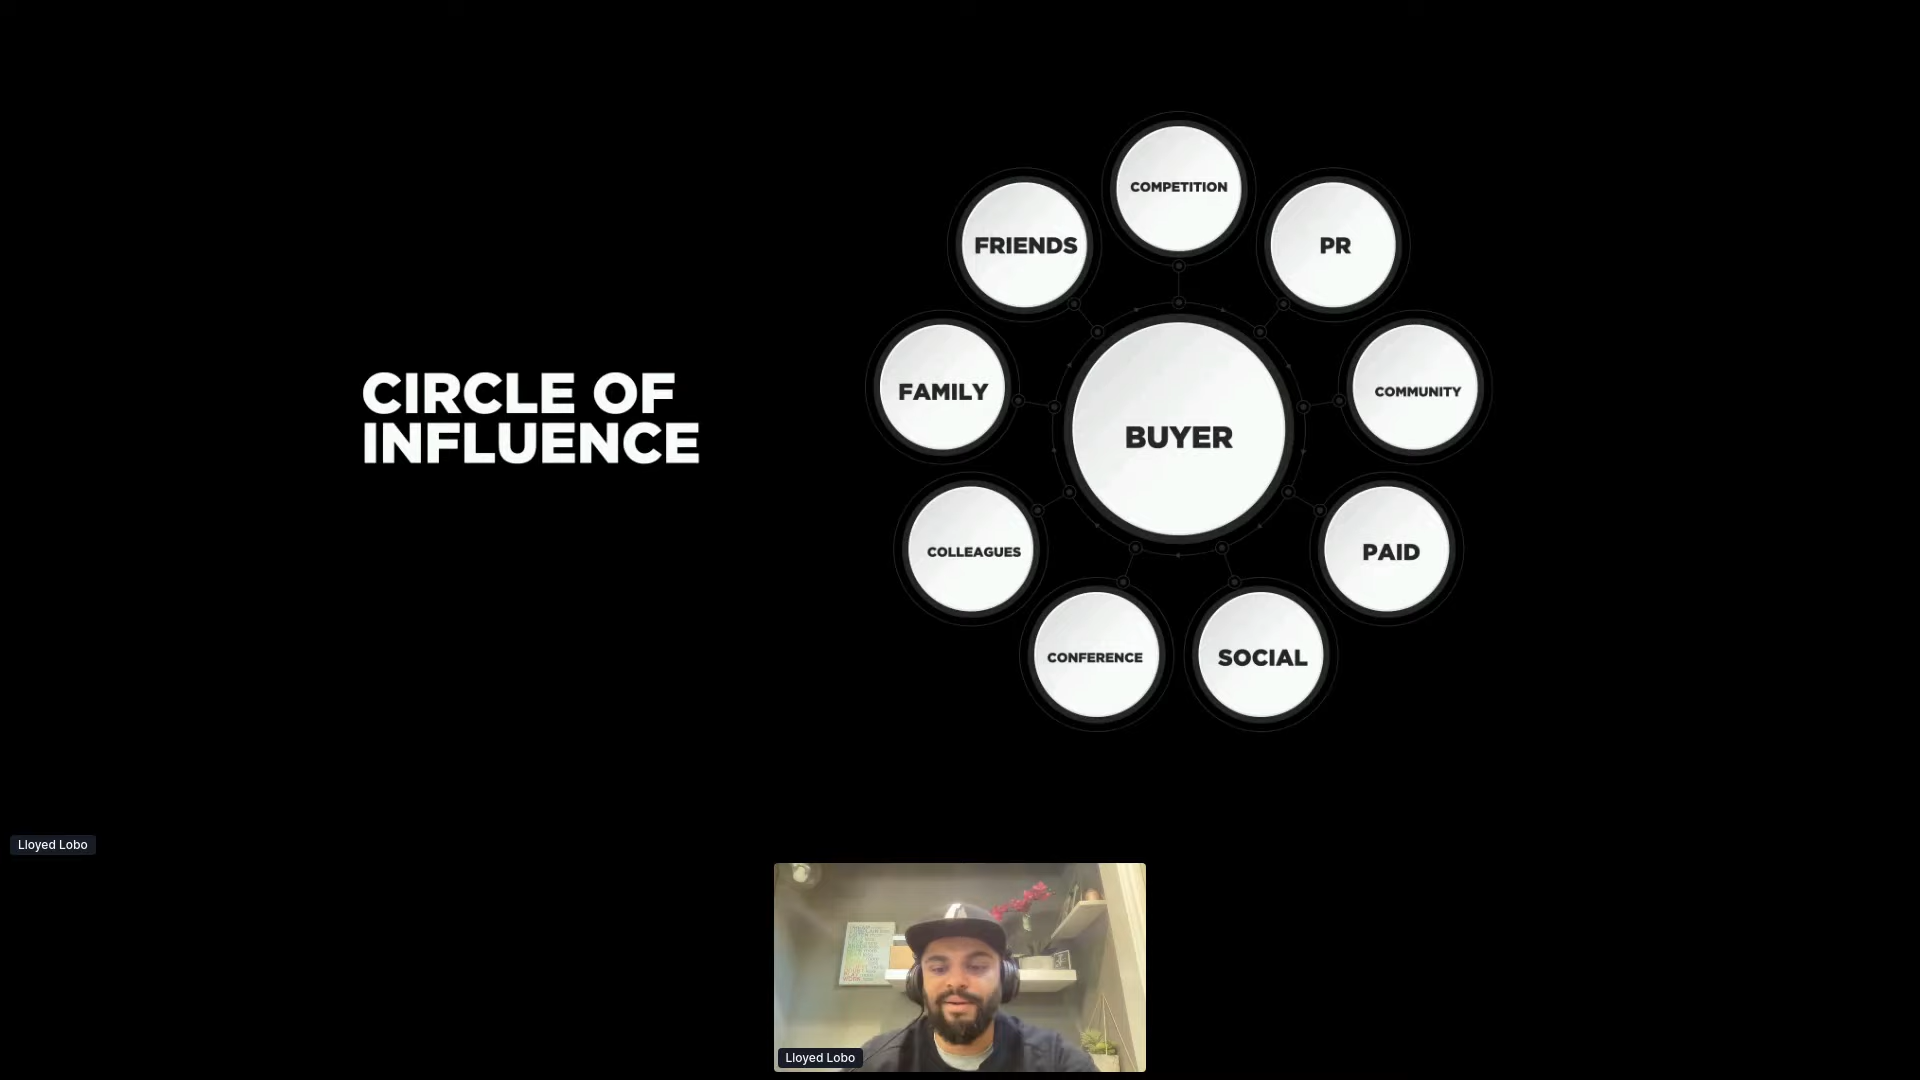 CIRCLE OF
INFLUENCE
COMPETITION
FRIENDS
PR
FAMILY
COMMUNITY
BUYER
COLLEAGUES
PAID
CONFERENCE
SOCIAL
Lloyed Lobo
Lloyed Lobo